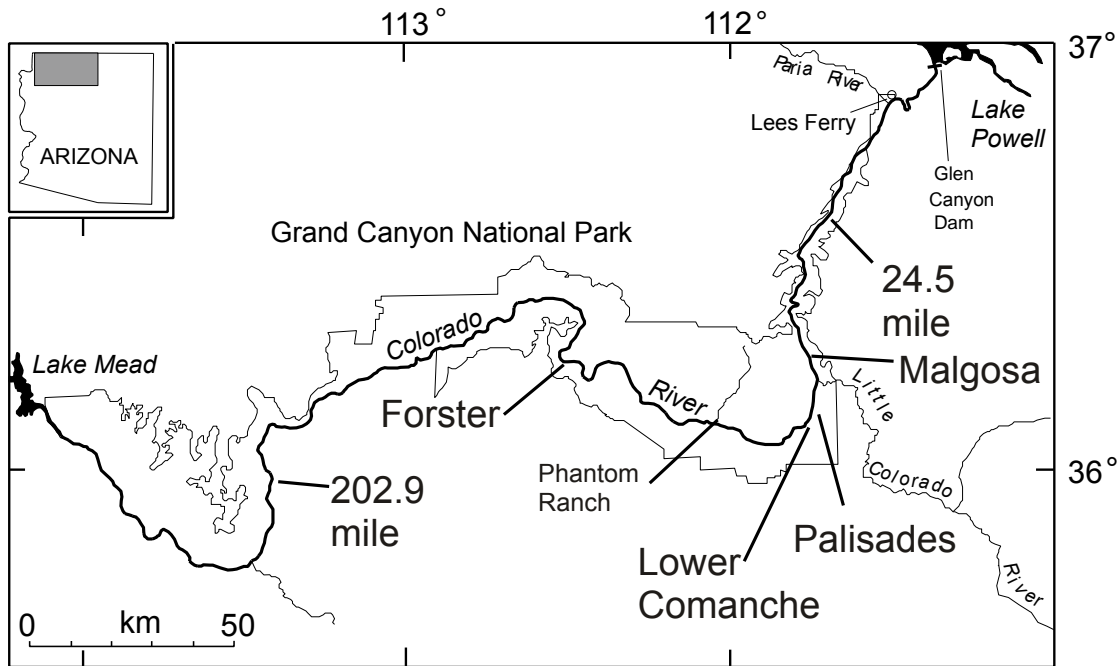 113°
112°
37°
Paria River
Lees Ferry
Lake
Powell
ARIZONA
Glen
Canyon
Dam
Grand Canyon National Park
24.5
mile
Colorado
Lake Mead
Malgosa
Little
Forster
River
Phantom
Ranch
36°
Colorado
202.9
mile
Palisades
Lower
Comanche
River
0 km 50